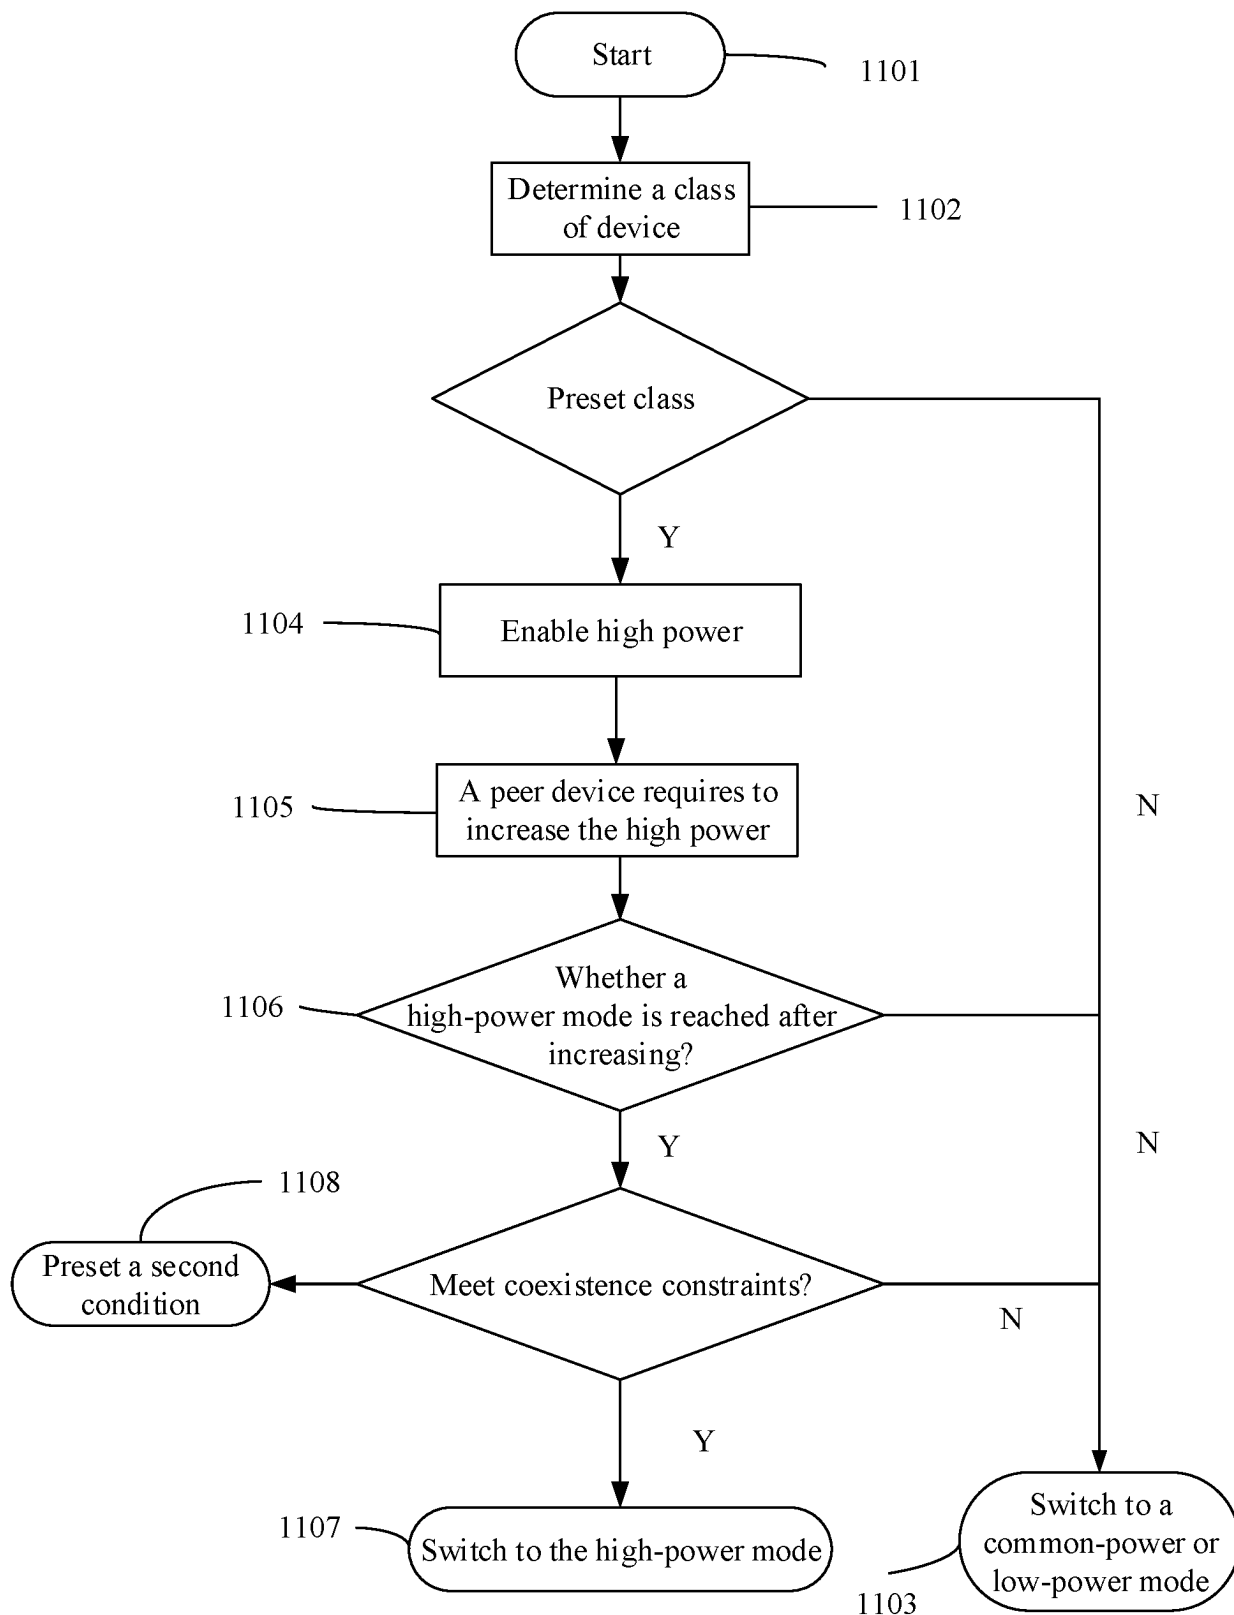 Start
1101
Determine a class
of device
1102
Preset class
Y
1104
Enable high power
1105
A peer device requires to
increase the high power
N
1106
Whether a
high-power mode is reached after
increasing?
Y
N
1108
Preset a second
condition
Meet coexistence constraints?
N
Y
1107
Switch to the high-power mode
Switch to a
common-power or
low-power mode
1103